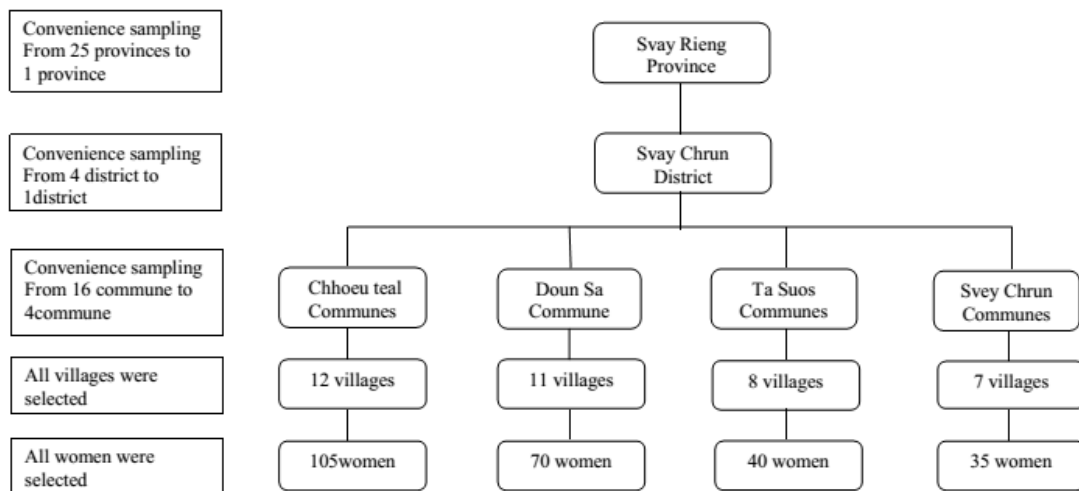 Convenience sampling
From 25 provinces to
1 province
Svay Rieng
Province
Convenience sampling
From 4 district to
1district
Svay Chrun
District
Convenience sampling
From 16 commune to
4commune
Chhoeu teal
Communes
Doun Sa
Commune
Ta Suos
Communes
Svey Chrun
Communes
All villages were
selected
12 villages
11 villages
8 villages
7 villages
All women were
selected
105women
70 women
40 women
35 women